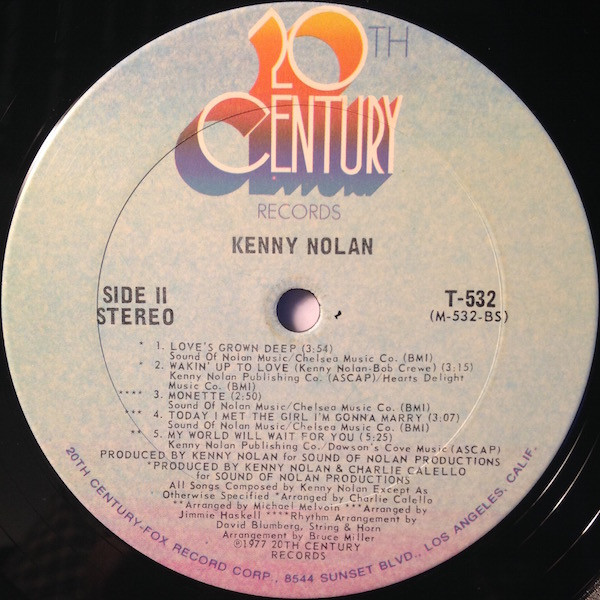 20TH
CENTURY
RECORDS
KENNY NOLAN
SIDE II
STEREO
T-532
(M-532-BS)
* 1. LOVE'S GROWN DEEP (3:54)
Sound Of Nolan Music/Chelsea Music Co. (BMI)
* 2. WAKIN' UP TO LOVE (Kenny Nolan-Bob Crewe) (3:15)
Kenny Nolan Publishing Co. (ASCAP)/Hearts Delight
Music Co. (BMI)
**** 3. MONETTE (2:50)
Sound Of Nolan Music/Chelsea Music Co. (BMI)
*** 4. TODAY I MET THE GIRL I'M GONNA MARRY (3:07)
Sound Of Nolan Music/Chelsea Music Co. (BMI)
** 5. MY WORLD WILL WAIT FOR YOU (5:25)
Kenny Nolan Publishing Co./Dawson's Cove Music (ASCAP)
PRODUCED BY KENNY NOLAN for SOUND OF NOLAN PRODUCTIONS
*PRODUCED BY KENNY NOLAN & CHARLIE CALELLO
for SOUND OF NOLAN PRODUCTIONS
All Songs Composed by Kenny Nolan Except As
Otherwise Specified *Arranged by Charlie Calello
**Arranged by Michael Melvoin ***Arranged by
Jimmie Haskell ****Rhythm Arrangement by
David Blumberg, String & Horn
Arrangement by Bruce Miller
℗1977 20TH CENTURY
RECORDS
20TH CENTURY-FOX RECORD CORP., 8544 SUNSET BLVD., LOS ANGELES, CALIF.